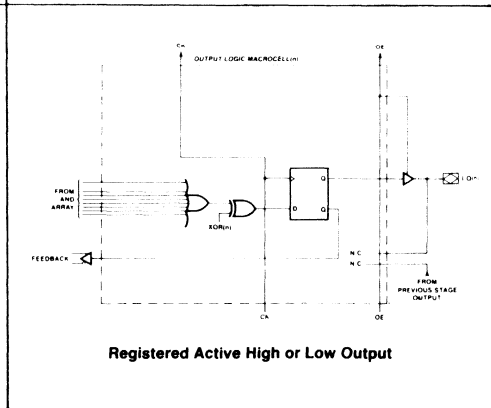 CK
OE
OUTPUT LOGIC MACROCELL(n)
FROM
AND
ARRAY
XOR(n)
D
Q
Q
I O(n)
FEEDBACK
N C
N C
FROM
PREVIOUS STAGE
OUTPUT
CK
OE
Registered Active High or Low Output